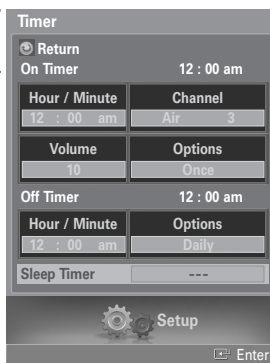 Timer
Return
On Timer 12 : 00 am
Hour / Minute Channel
12 : 00 am Air 3
Volume Options
10 Once
Off Timer 12 : 00 am
Hour / Minute Options
12 : 00 am Daily
Sleep Timer ---
Setup
Enter